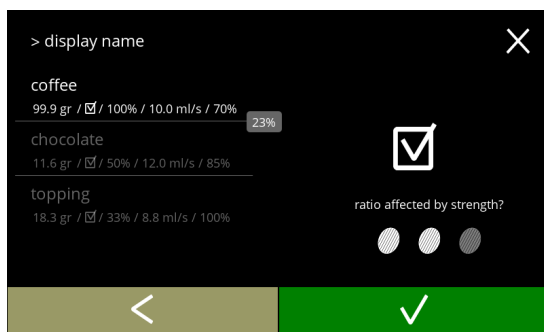 > display name
coffee
99.9 gr / ☑ / 100% / 10.0 ml/s / 70%
23%
chocolate
11.6 gr / ☑ / 50% / 12.0 ml/s / 85%
topping
18.3 gr / ☑ / 33% / 8.8 ml/s / 100%
ratio affected by strength?